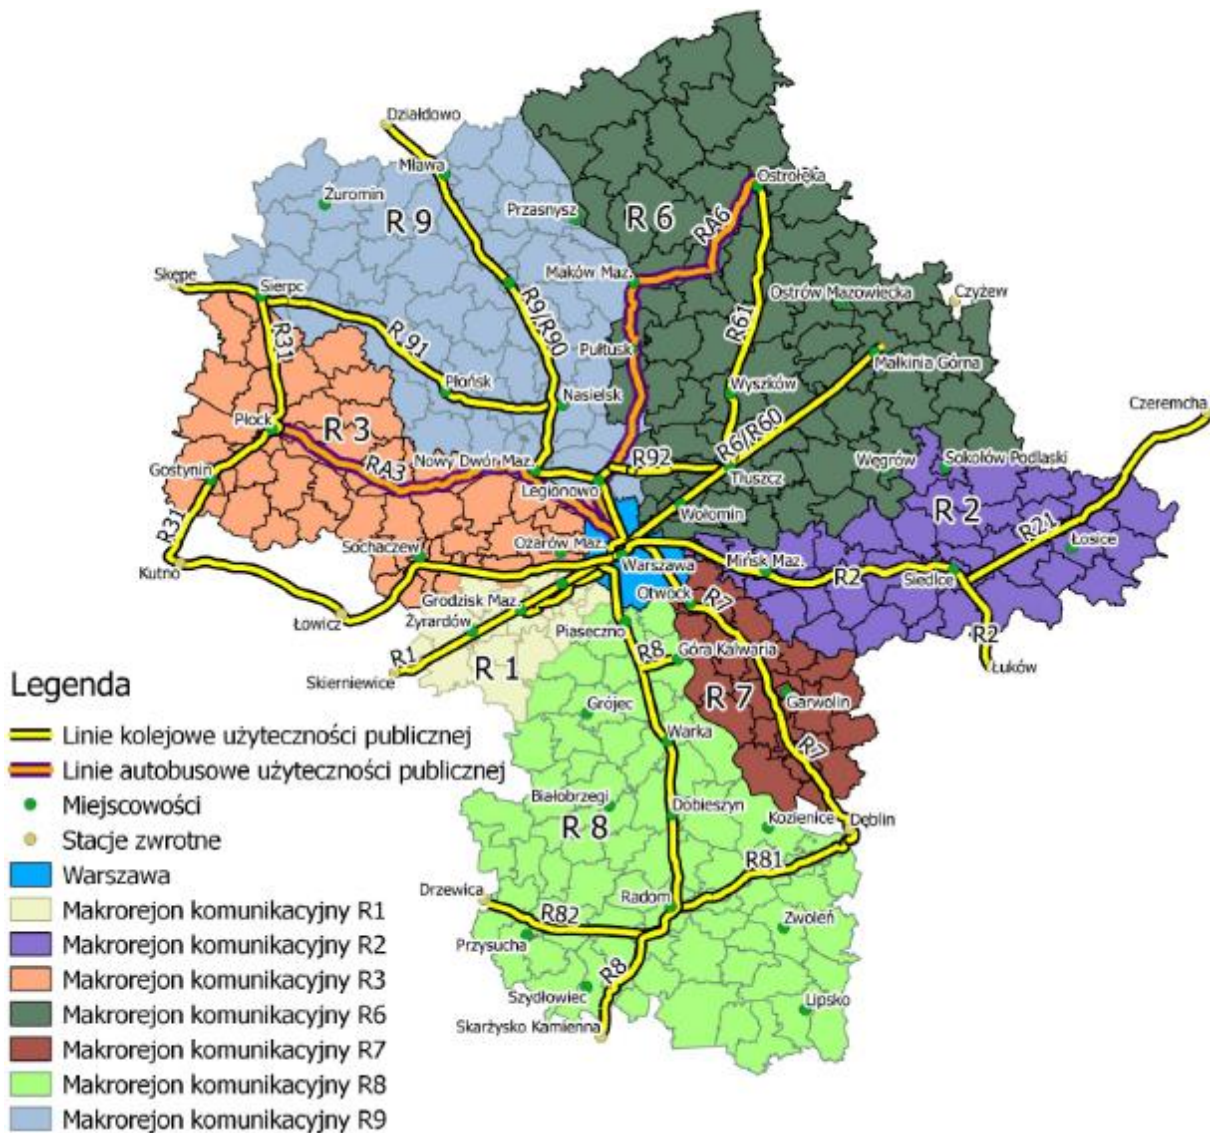 Działdowo
Mława
Żuromin
R 9
Przasnysz
R 6
RA6
Ostrołęka
Skępe
Sierpc
Maków Maz.
Ostrów Mazowiecka
Czyżew
R31
R 91
R9/R90
R61
Pułtusk
Małkinia Górna
Płońsk
Nasielsk
Wyszków
Czeremcha
Płock
R 3
RA3
Nowy Dwór Maz.
R92
R6/R60
Gostynin
Legionowo
Tłuszcz
Węgrów
Sokołów Podlaski
R 2
R21
R31
Wołomin
Sochaczew
Ożarów Maz.
Łosice
Kutno
Warszawa
Mińsk Maz.
R2
Siedlce
Grodzisk Maz.
Otwock
R7
Łowicz
Żyrardów
Piaseczno
R2
R1
R 1
R8
Góra Kalwaria
Łuków
Skierniewice
R 7
Garwolin
Grójec
Warka
R7
Białobrzegi
Dobieszyn
R 8
Kozienice
Dęblin
R81
Drzewica
Radom
R82
Zwoleń
Przysucha
R8
Szydłowiec
Lipsko
Skarżysko Kamienna
Legenda
Linie kolejowe użyteczności publicznej
Linie autobusowe użyteczności publicznej
Miejscowości
Stacje zwrotne
Warszawa
Makrorejon komunikacyjny R1
Makrorejon komunikacyjny R2
Makrorejon komunikacyjny R3
Makrorejon komunikacyjny R6
Makrorejon komunikacyjny R7
Makrorejon komunikacyjny R8
Makrorejon komunikacyjny R9